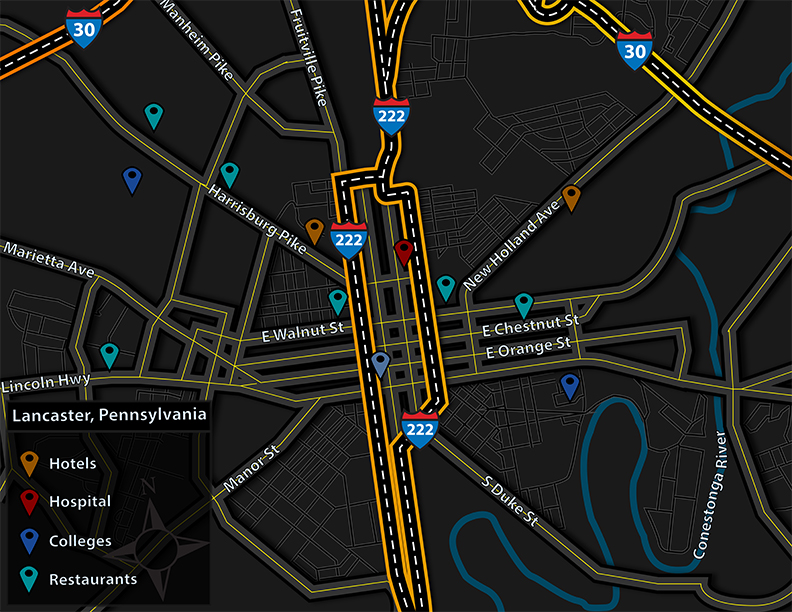 30
Manheim Pike
Fruitville Pike
30
222
Harrisburg Pike
222
New Holland Ave
Marietta Ave
E Walnut St
E Chestnut St
E Orange St
Lincoln Hwy
222
Manor St
S Duke St
Conestonga River
Lancaster, Pennsylvania
Hotels
Hospital
Colleges
Restaurants
N